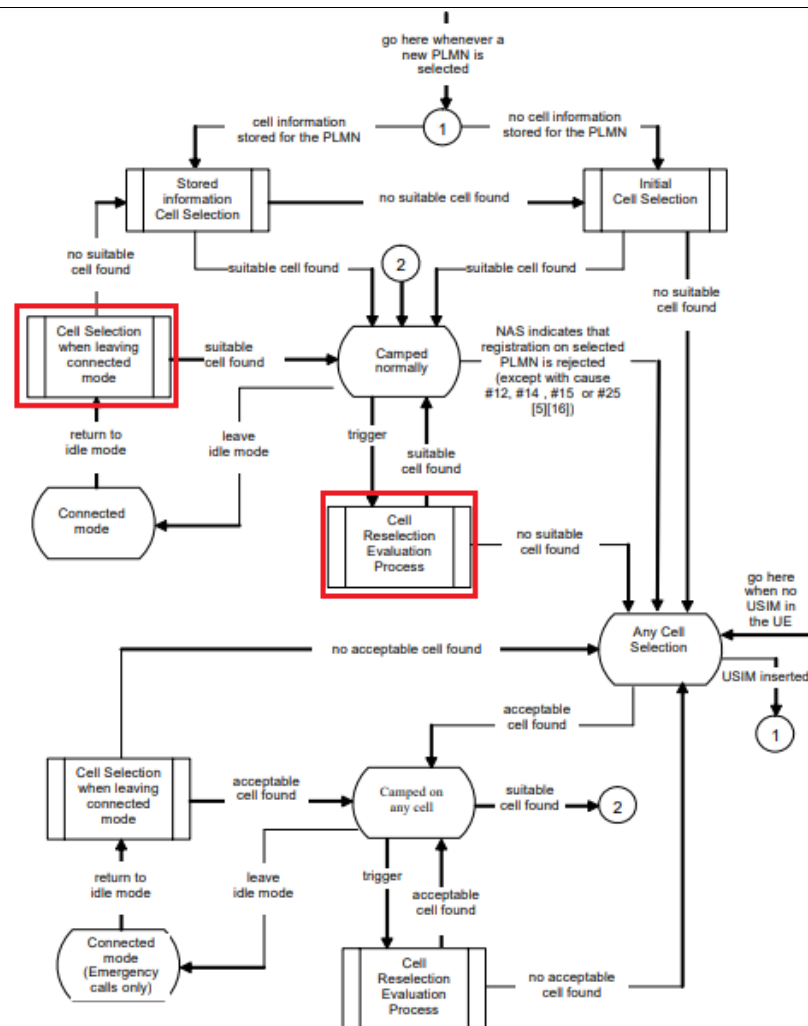 go here whenever a
new PLMN is
selected
1
cell information
stored for the PLMN
no cell information
stored for the PLMN
Stored
information
Cell Selection
no suitable cell found
Initial
Cell Selection
no suitable
cell found
suitable cell found
2
suitable cell found
no suitable
cell found
Cell Selection
when leaving
connected
mode
suitable
cell found
Camped
normally
NAS indicates that
registration on selected
PLMN is rejected
(except with cause
#12, #14 , #15 or #25
[5][16])
return to
idle mode
leave
idle mode
trigger
suitable
cell found
Connected
mode
Cell
Reselection
Evaluation
Process
no suitable
cell found
go here
when no
USIM in
the UE
Any Cell
Selection
no acceptable cell found
USIM inserted
1
acceptable
cell found
Cell Selection
when leaving
connected
mode
acceptable
cell found
Camped on
any cell
suitable
cell found
2
return to
idle mode
leave
idle mode
trigger
acceptable
cell found
Connected
mode
(Emergency
calls only)
Cell
Reselection
Evaluation
Process
no acceptable
cell found